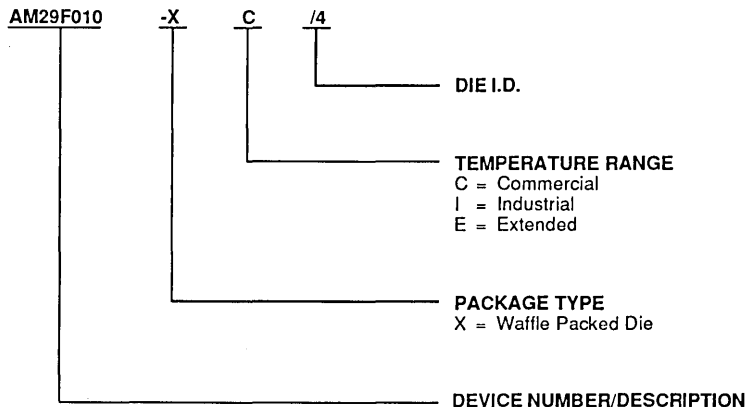 AM29F010 -X C /4
DIE I.D.
TEMPERATURE RANGE
C = Commercial
I = Industrial
E = Extended
PACKAGE TYPE
X = Waffle Packed Die
DEVICE NUMBER/DESCRIPTION